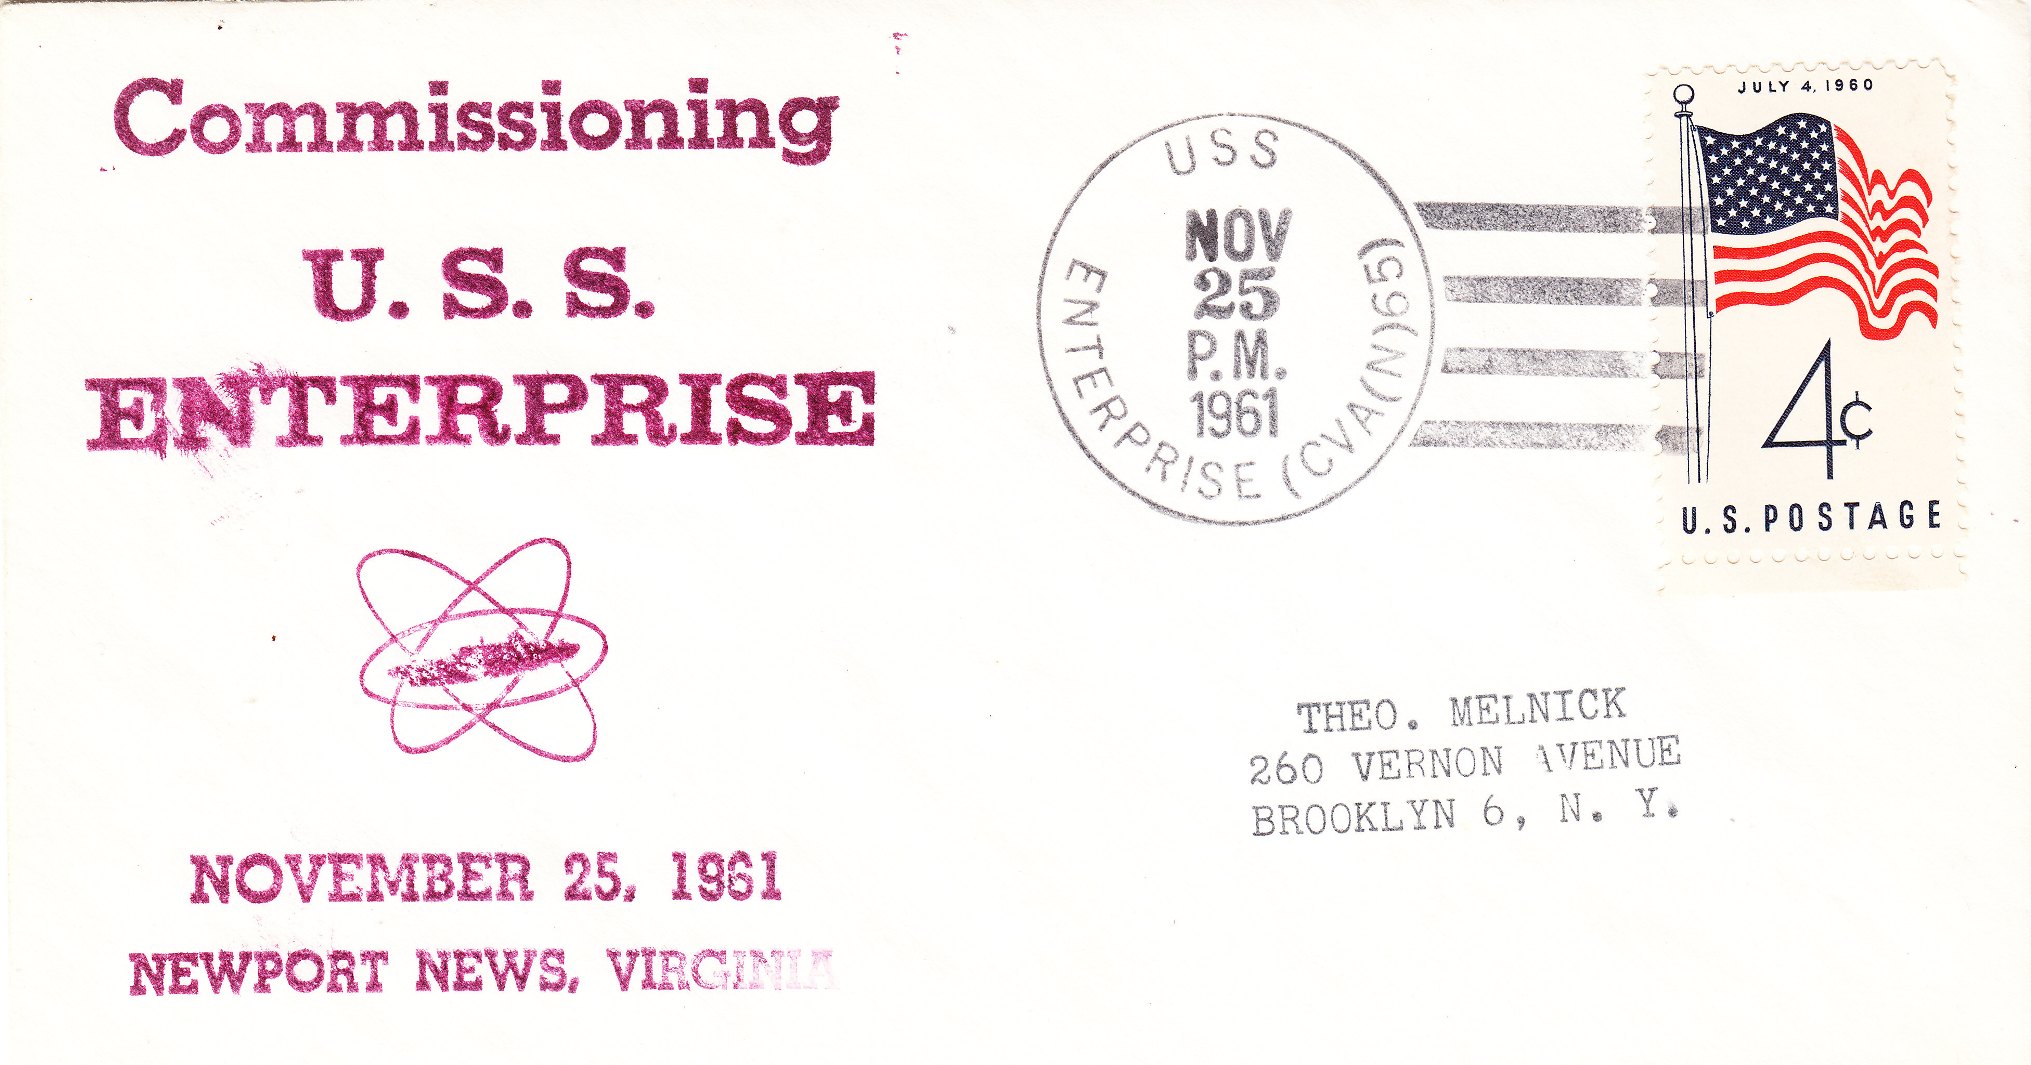 Commissioning
U. S. S.
ENTERPRISE
NOVEMBER 25, 1961
NEWPORT NEWS, VIRGINIA
USS
ENTERPRISE (CVA(N)65)
NOV
25
P.M.
1961
JULY 4, 1960
4¢
U.S. POSTAGE
THEO. MELNICK
260 VERNON AVENUE
BROOKLYN 6, N. Y.